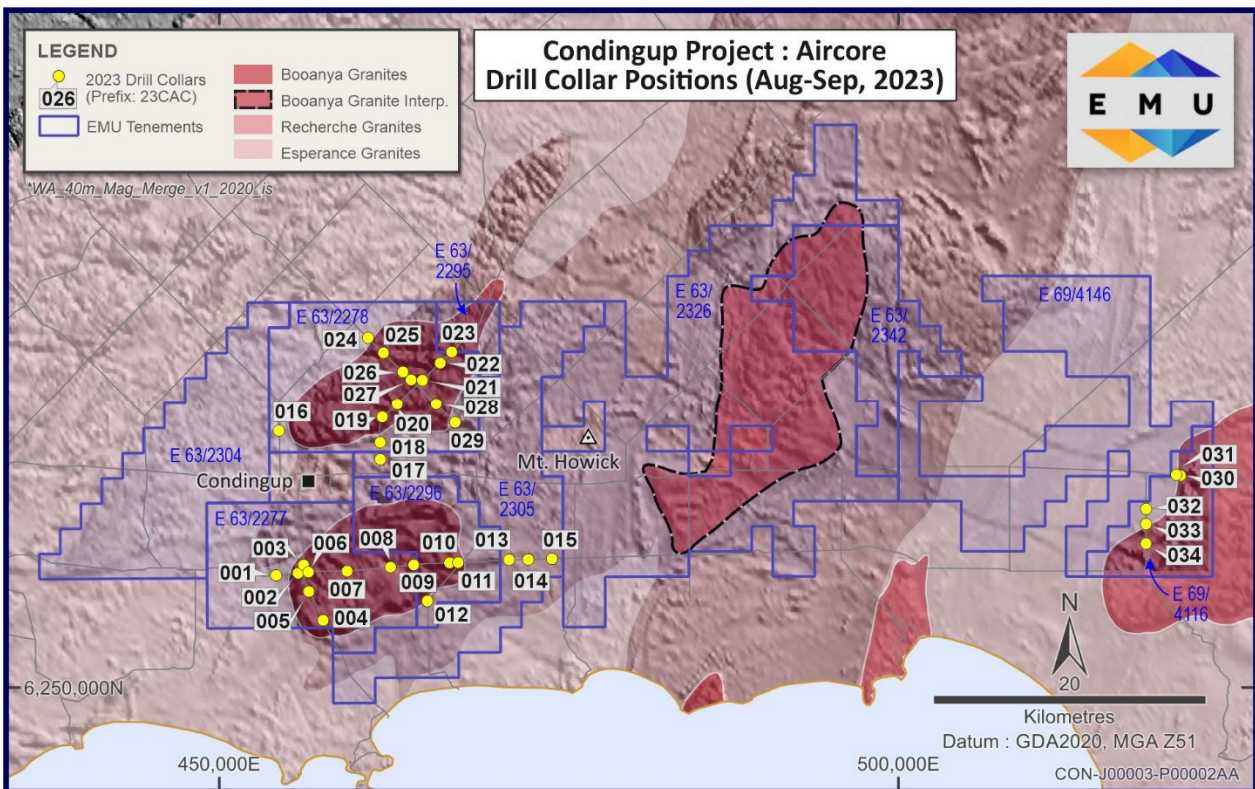 Condingup Project : Aircore
Drill Collar Positions (Aug-Sep, 2023)
LEGEND
2023 Drill Collars
(Prefix: 23CAC)
026
EMU Tenements
Booanya Granites
Booanya Granite Interp.
Recherche Granites
Esperance Granites
*WA_40m_Mag_Merge_v1_2020_is
E M U
E 63/
2295
E 63/2278
E 63/
2326
E 63/
2342
E 69/4146
024
025
023
026
022
027
021
016
019
020
028
029
018
017
Mt. Howick
E 63/2304
Condingup
E 63/2296
E 63/
2305
E 63/2277
031
030
032
033
034
003
006
008
010
013
015
001
002
007
009
011
014
005
004
012
E 69/
4116
N
6,250,000N
20
Kilometres
Datum : GDA2020, MGA Z51
450,000E
500,000E
CON-J00003-P00002AA